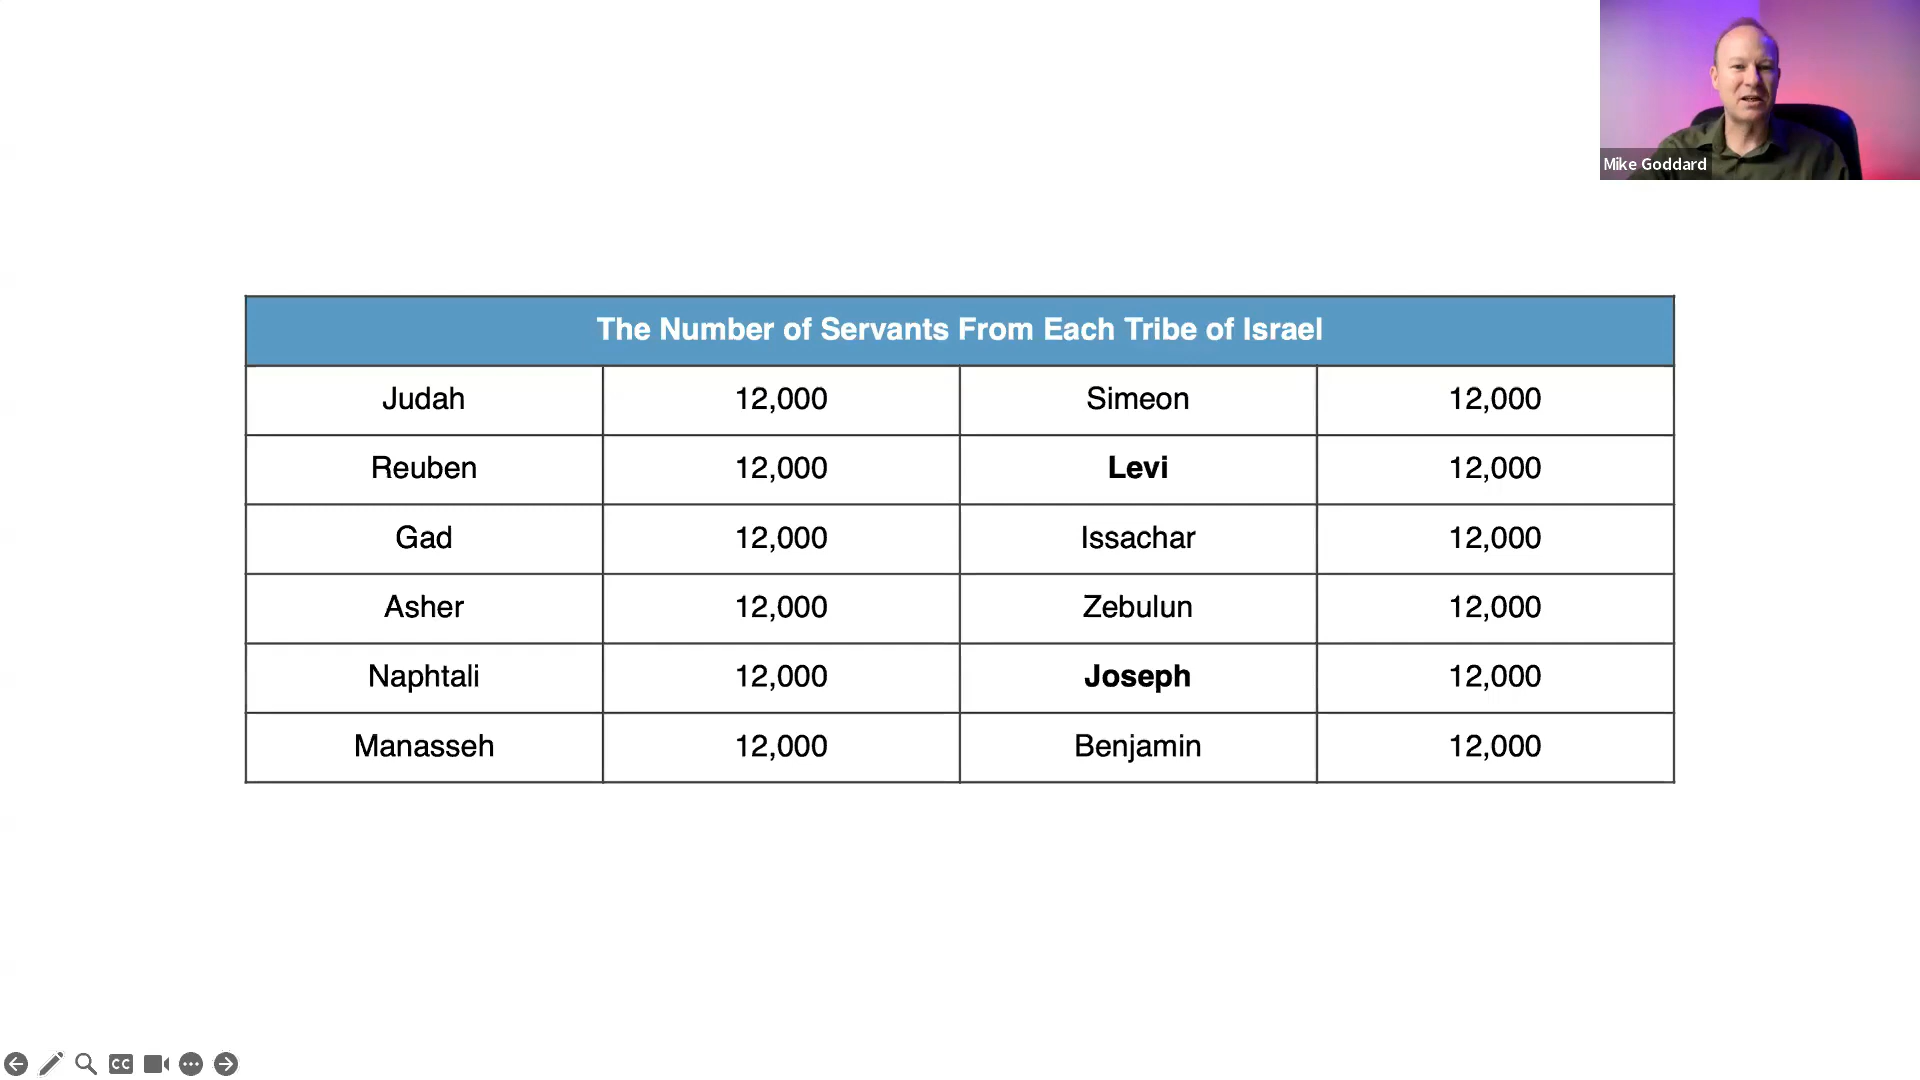 Mike Goddard
The Number of Servants From Each Tribe of Israel
Judah 12,000 Simeon 12,000
Reuben 12,000 Levi 12,000
Gad 12,000 Issachar 12,000
Asher 12,000 Zebulun 12,000
Naphtali 12,000 Joseph 12,000
Manasseh 12,000 Benjamin 12,000
CC